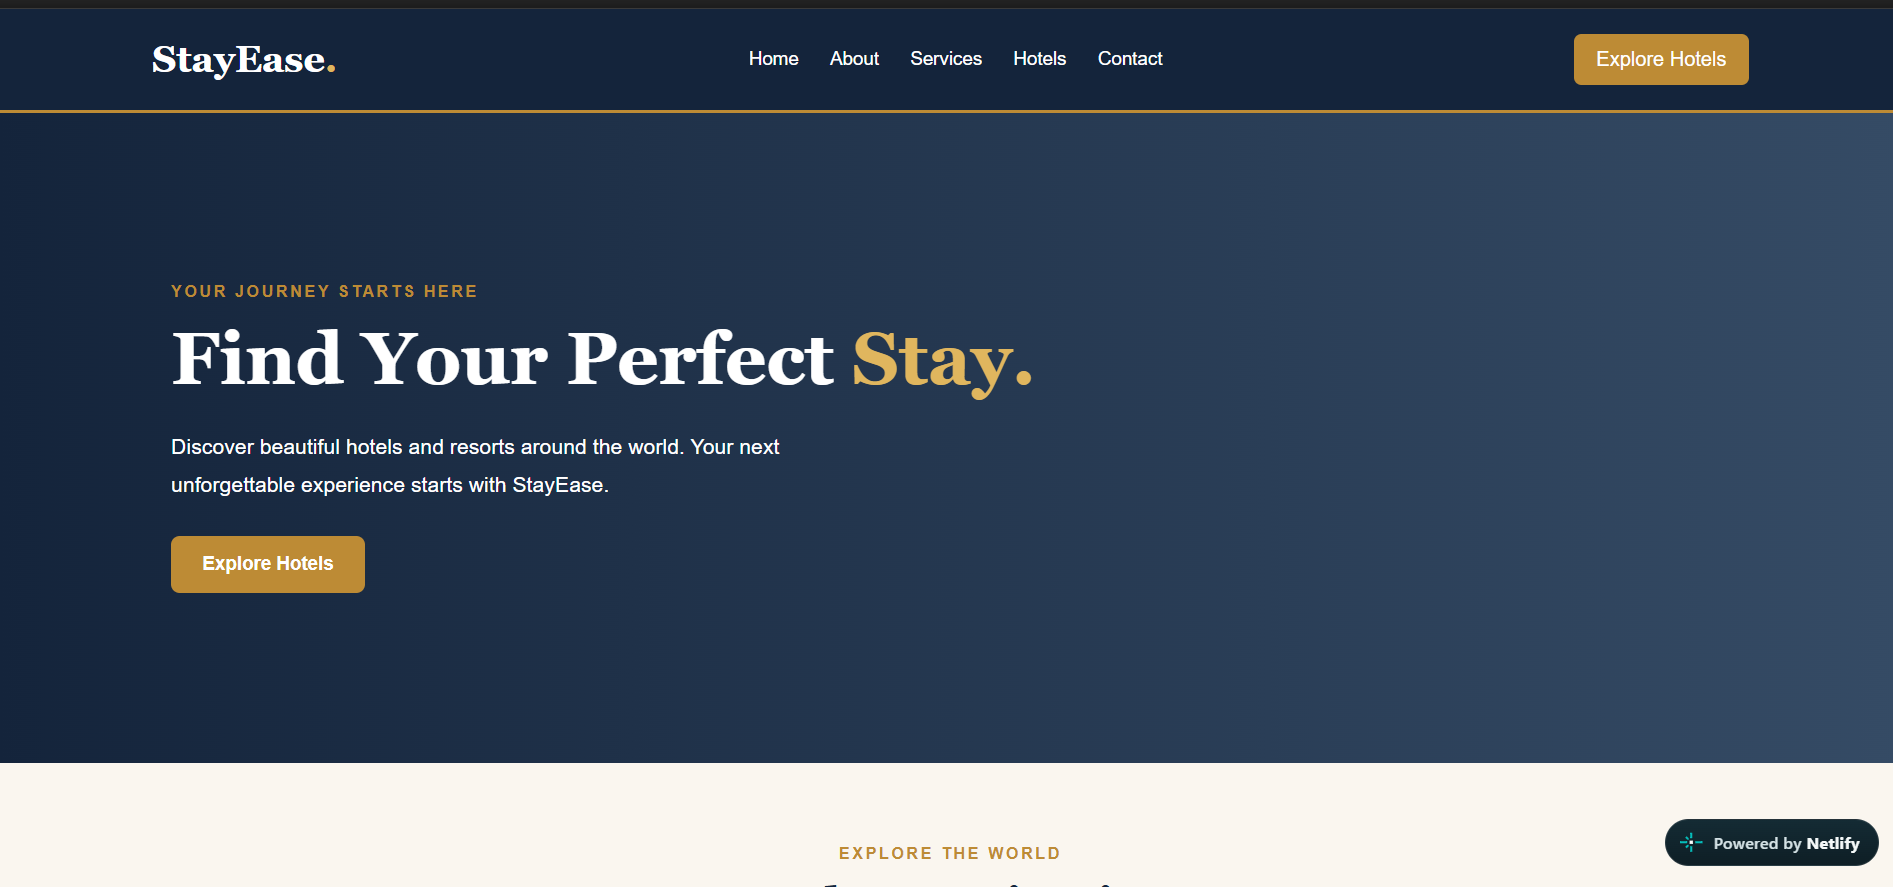 StayEase.
Home About Services Hotels Contact
Explore Hotels
YOUR JOURNEY STARTS HERE
Find Your Perfect Stay.
Discover beautiful hotels and resorts around the world. Your next
unforgettable experience starts with StayEase.
Explore Hotels
EXPLORE THE WORLD
Powered by Netlify